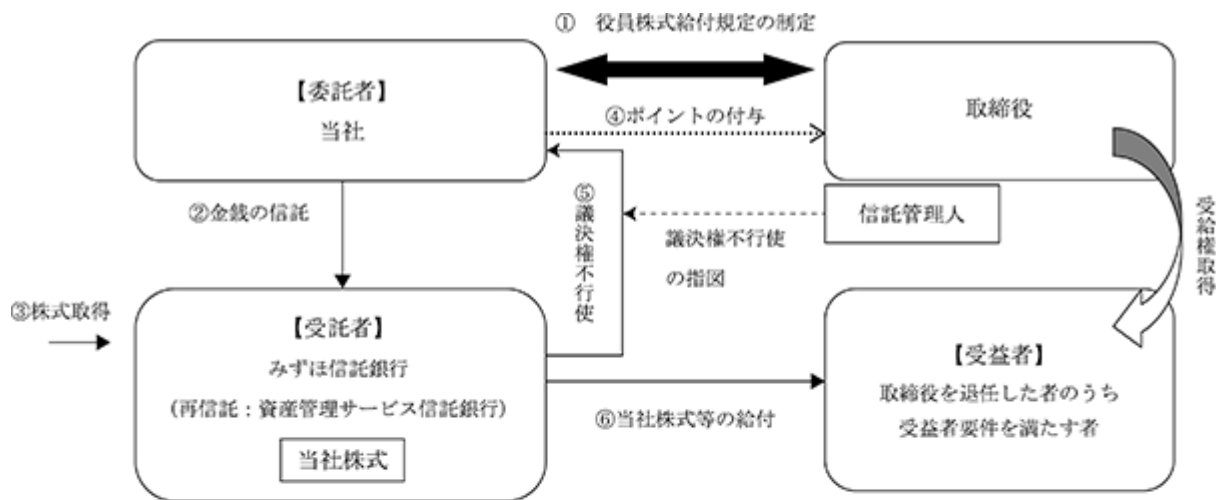 ① 役員株式給付規定の制定
【委託者】
当社
④ポイントの付与
取締役
②金銭の信託
⑤議決権不行使
議決権不行使
の指図
信託管理人
受給権取得
③株式取得
【受託者】
みずほ信託銀行
(再信託:資産管理サービス信託銀行)
当社株式
⑥当社株式等の給付
【受益者】
取締役を退任した者のうち
受益者要件を満たす者